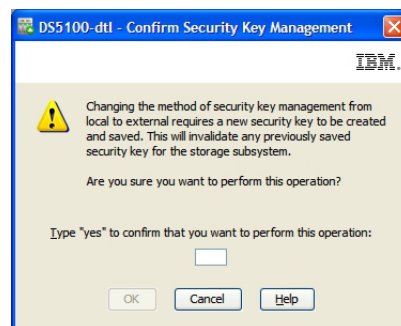 DS5100-dtl - Confirm Security Key Management
IBM.
Changing the method of security key management from
local to external requires a new security key to be created
and saved. This will invalidate any previously saved
security key for the storage subsystem.
Are you sure you want to perform this operation?
Type "yes" to confirm that you want to perform this operation:
OK Cancel Help